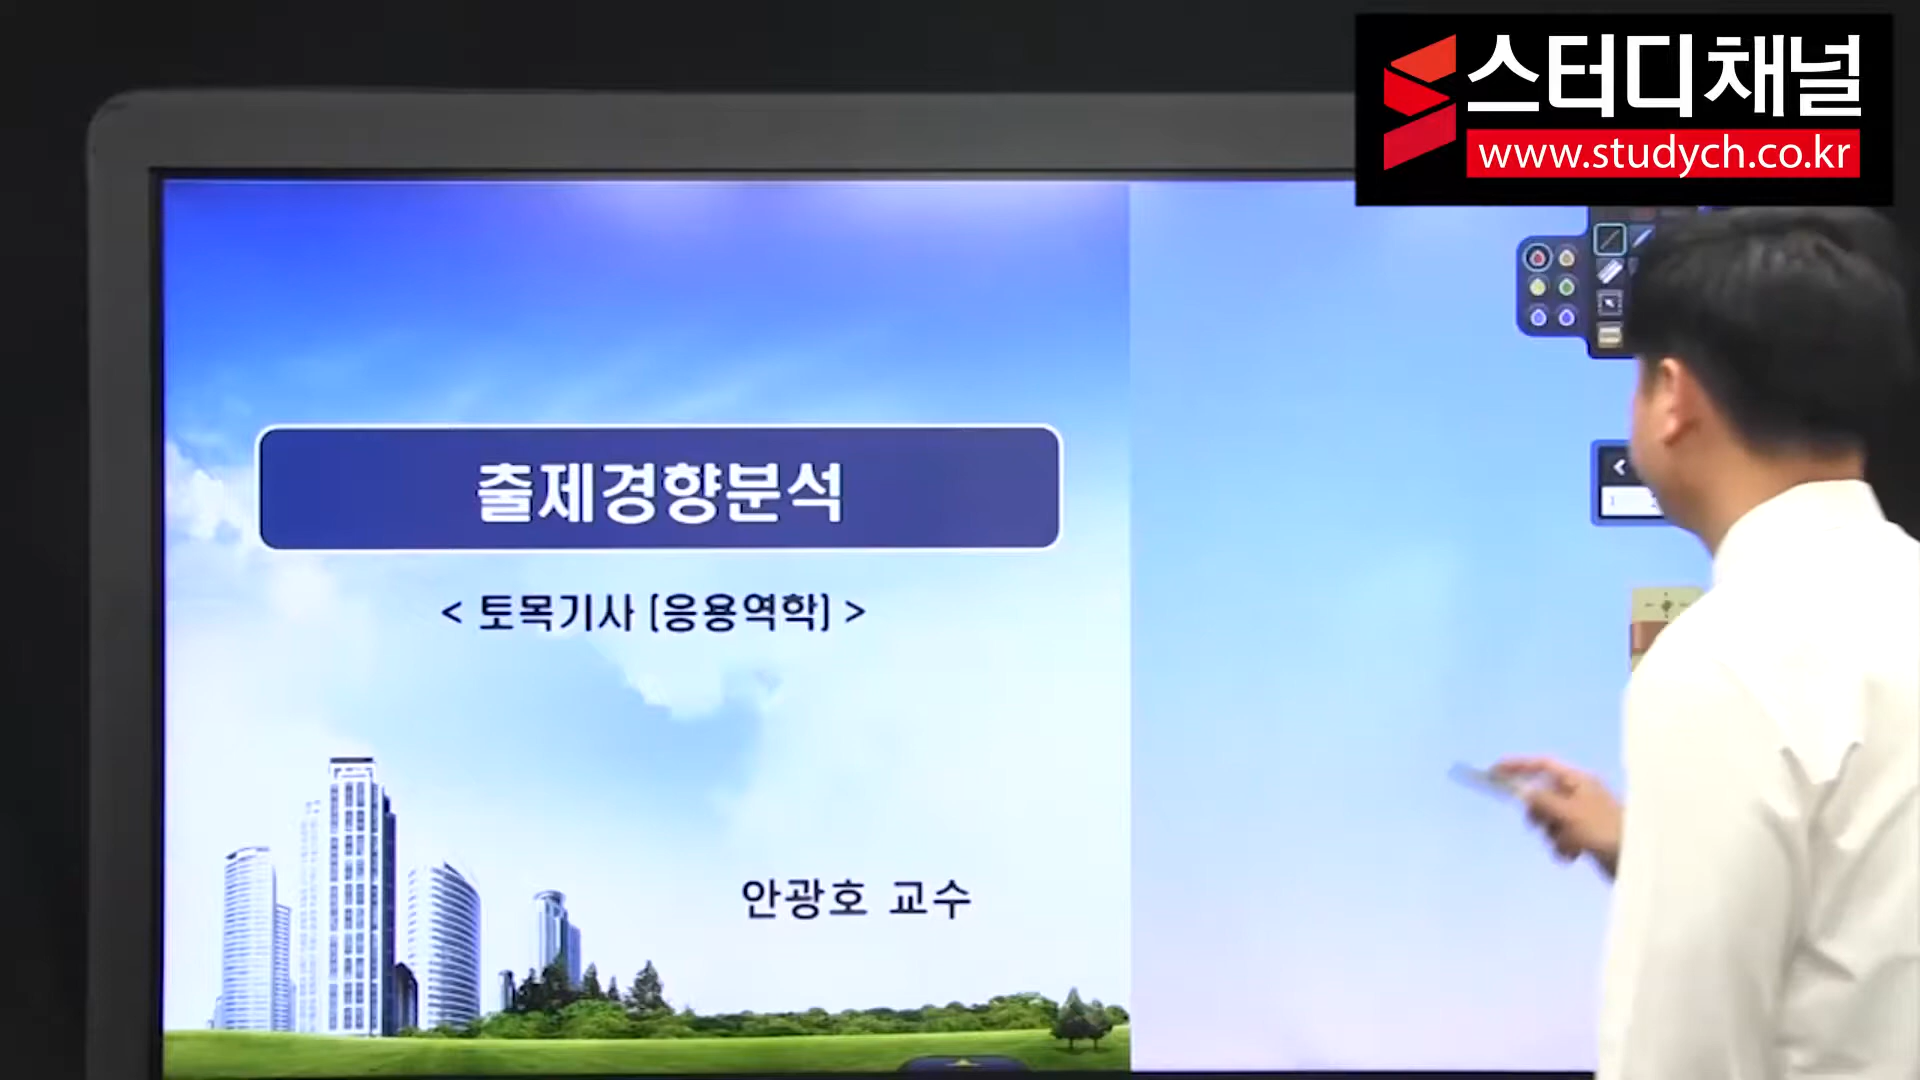 스터디채널
www.studych.co.kr
출제경향분석
< 토목기사 [응용역학] >
안광호 교수